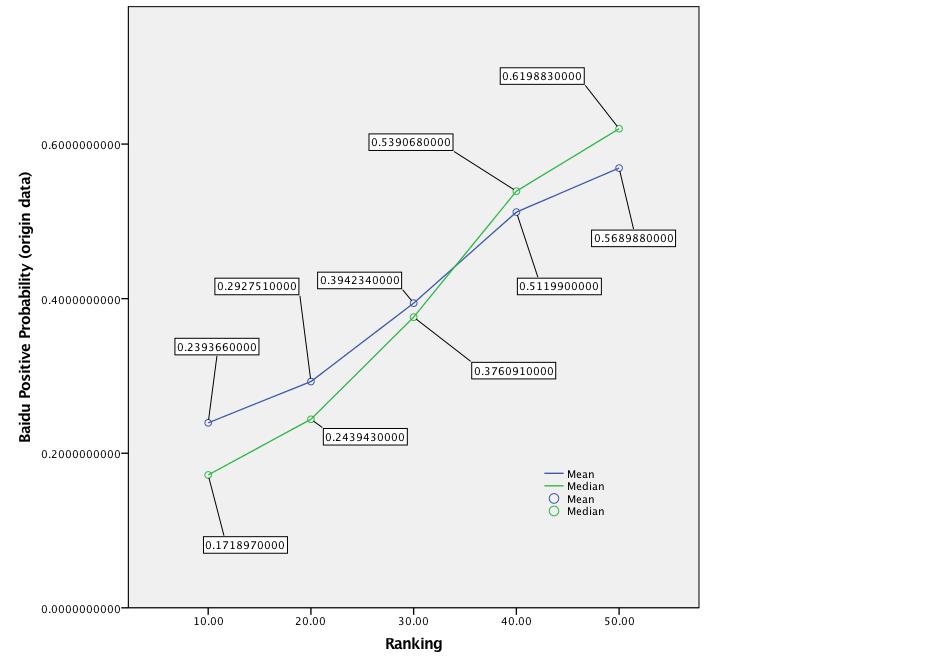 0.6198830000
0.5390680000
0.6000000000
0.5689880000
0.2927510000
0.3942340000
0.5119900000
0.4000000000
0.2393660000
0.3760910000
0.2439430000
0.2000000000
Mean
Median
Mean
Median
0.1718970000
0.0000000000
10.00 20.00 30.00 40.00 50.00
Ranking
Baidu Positive Probability (origin data)